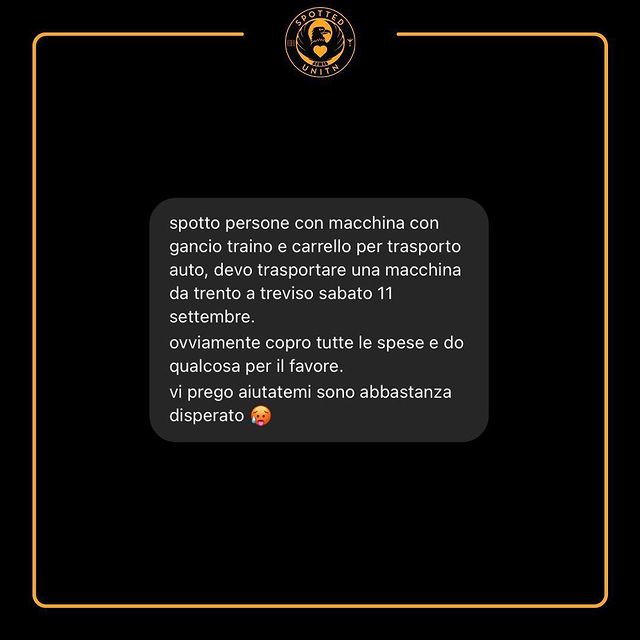 SPOTTED
UNITN
spotto persone con macchina con
gancio traino e carrello per trasporto
auto, devo trasportare una macchina
da trento a treviso sabato 11
settembre.
ovviamente copro tutte le spese e do
qualcosa per il favore.
vi prego aiutatemi sono abbastanza
disperato 🥵